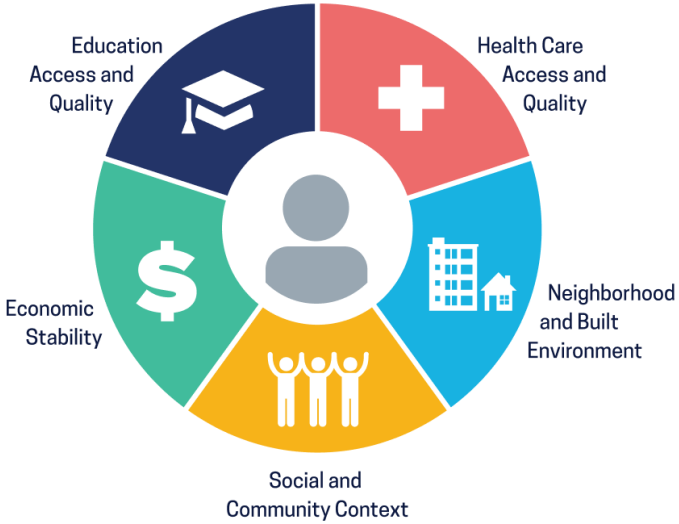 Education
Access and
Quality
Health Care
Access and
Quality
Economic
Stability
Neighborhood
and Built
Environment
Social and
Community Context